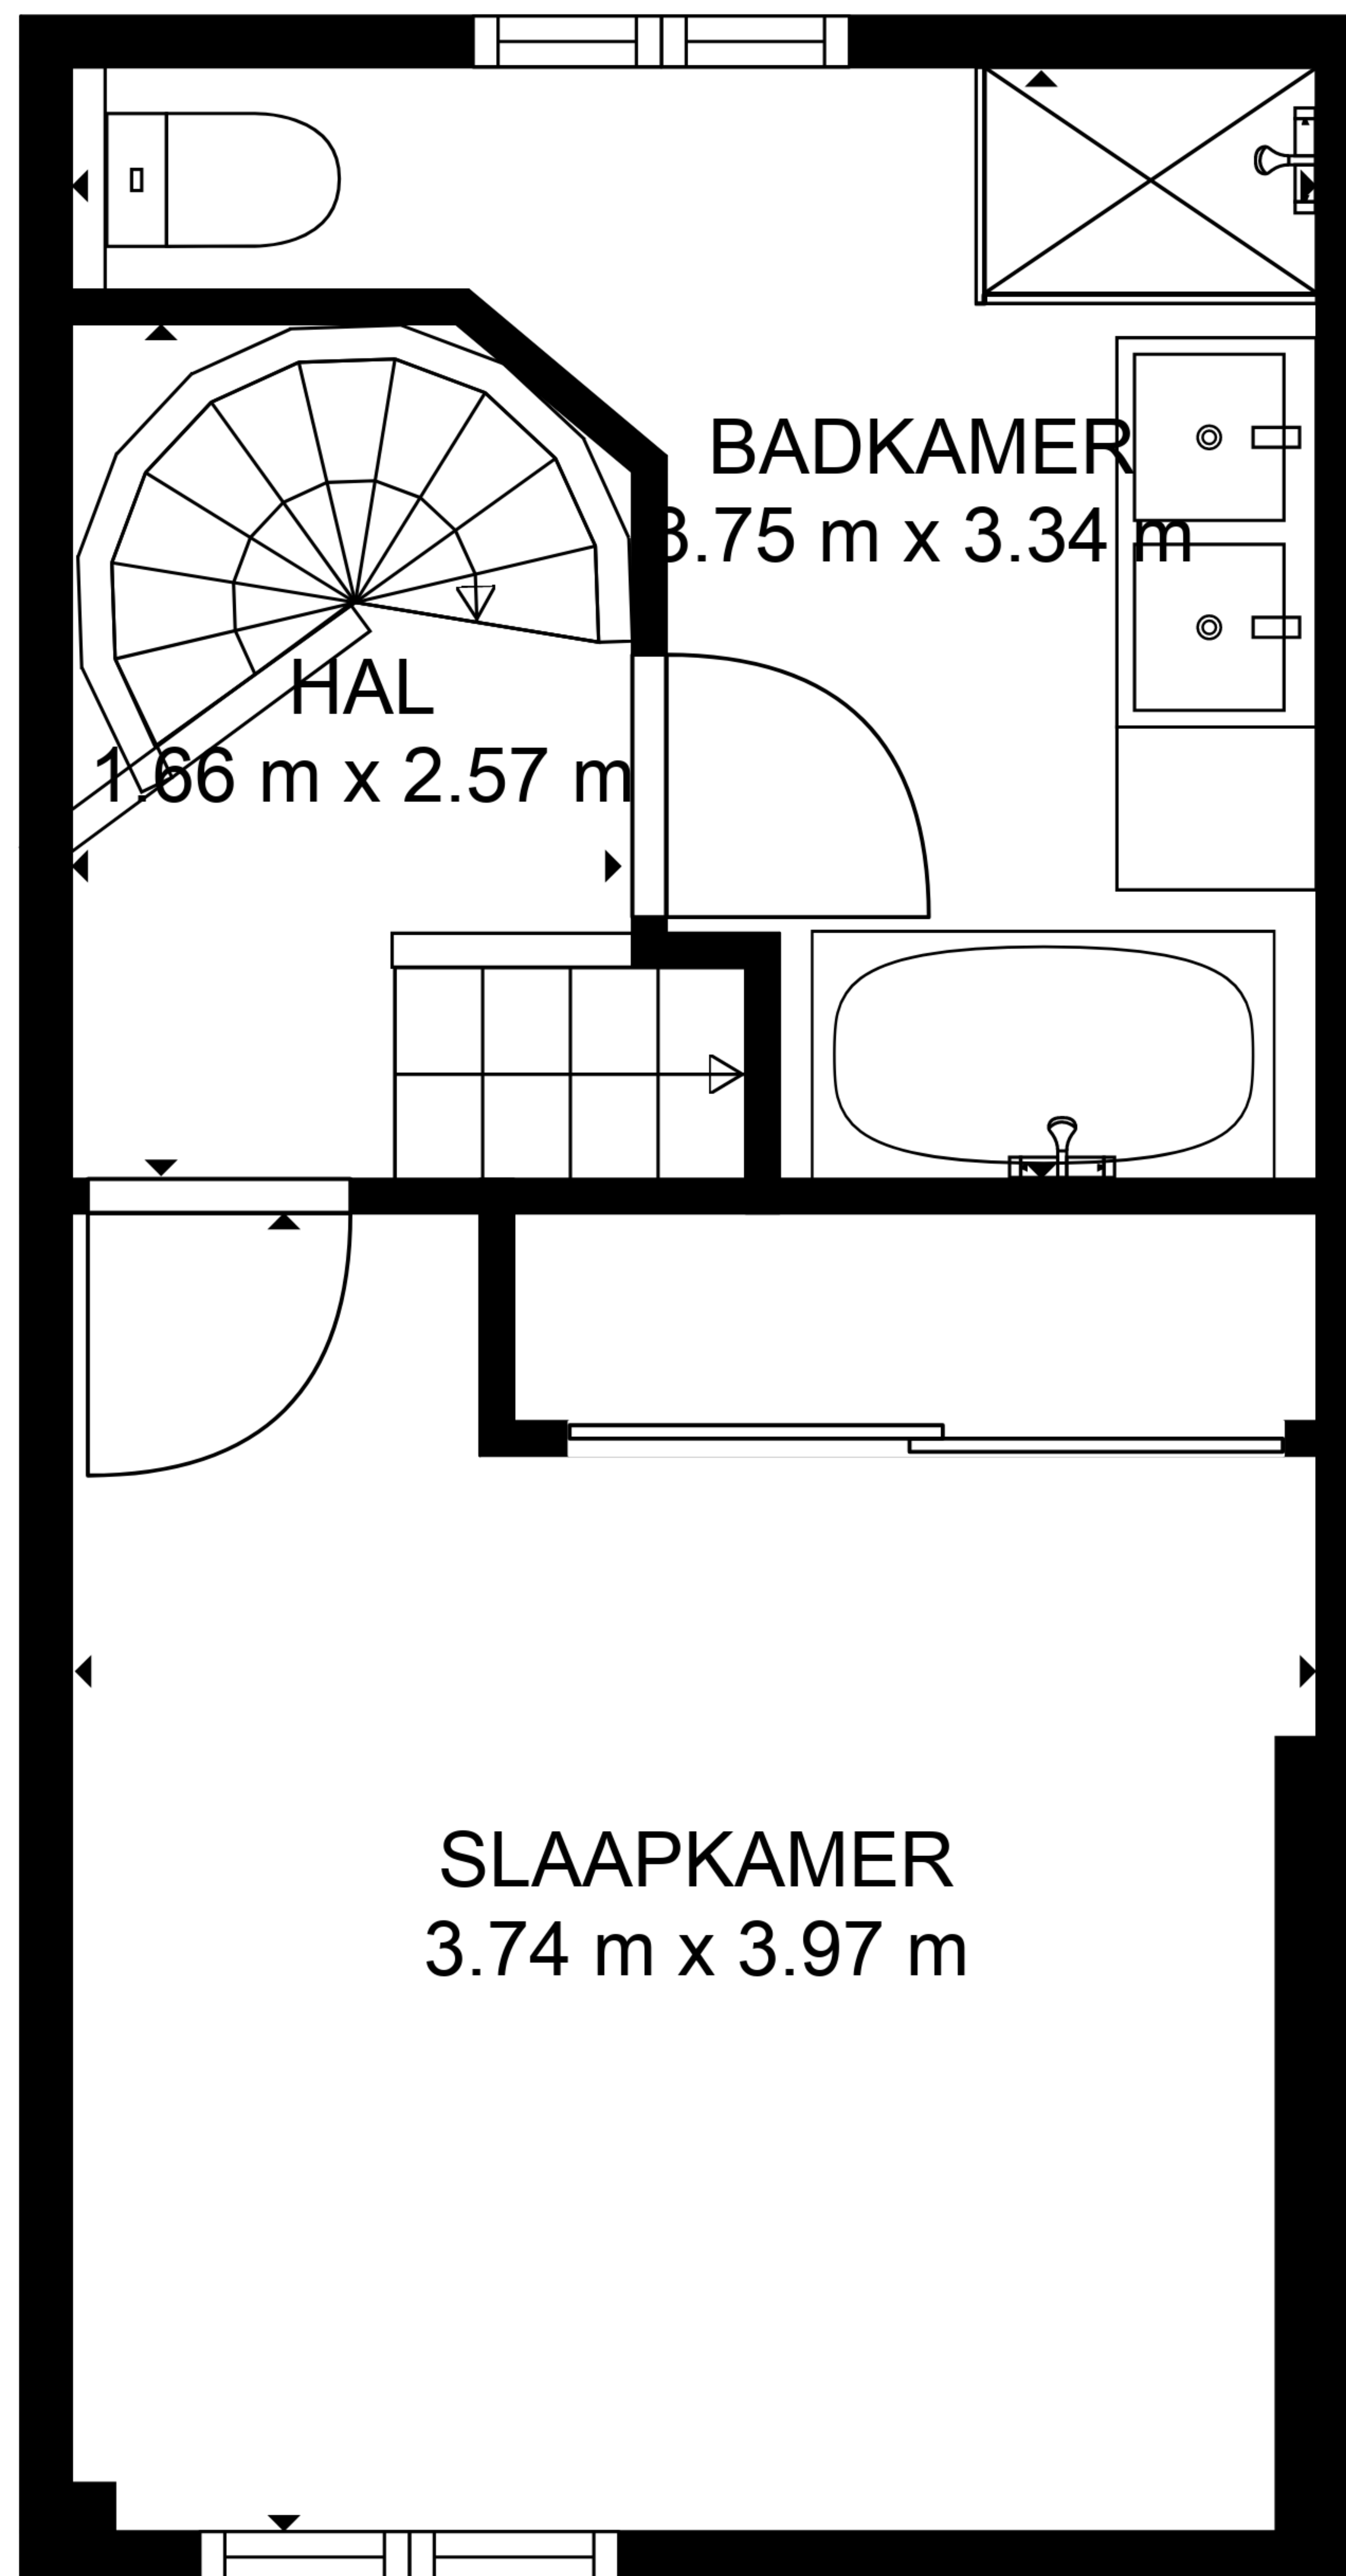 BADKAMER
3.75 m x 3.34 m
HAL
1.66 m x 2.57 m
SLAAPKAMER
3.74 m x 3.97 m